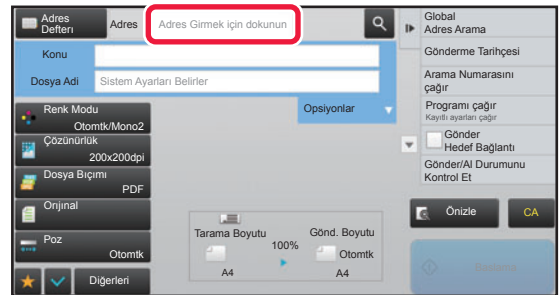 Adres
Defteri
Adres
Adres Girmek için dokunun
Konu
Dosya Adi
Sistem Ayarları Belirler
Opsiyonlar
Renk Modu
Otomtk/Mono2
Çözünürlük
200x200dpi
Dosya Bıçımı
PDF
Onjınal
Poz
Otomtk
Diğerleri
Tarama Boyutu
A4
100%
Gönd. Boyutu
Otomtk
A4
Global
Adres Arama
Gönderme Tarihçesi
Arama Numarasını
çağır
Programı çağır
Kayıtlı ayarları çağır
Gönder
Hedef Bağlantı
Gönder/Al Durumunu
Kontrol Et
Önizle
CA